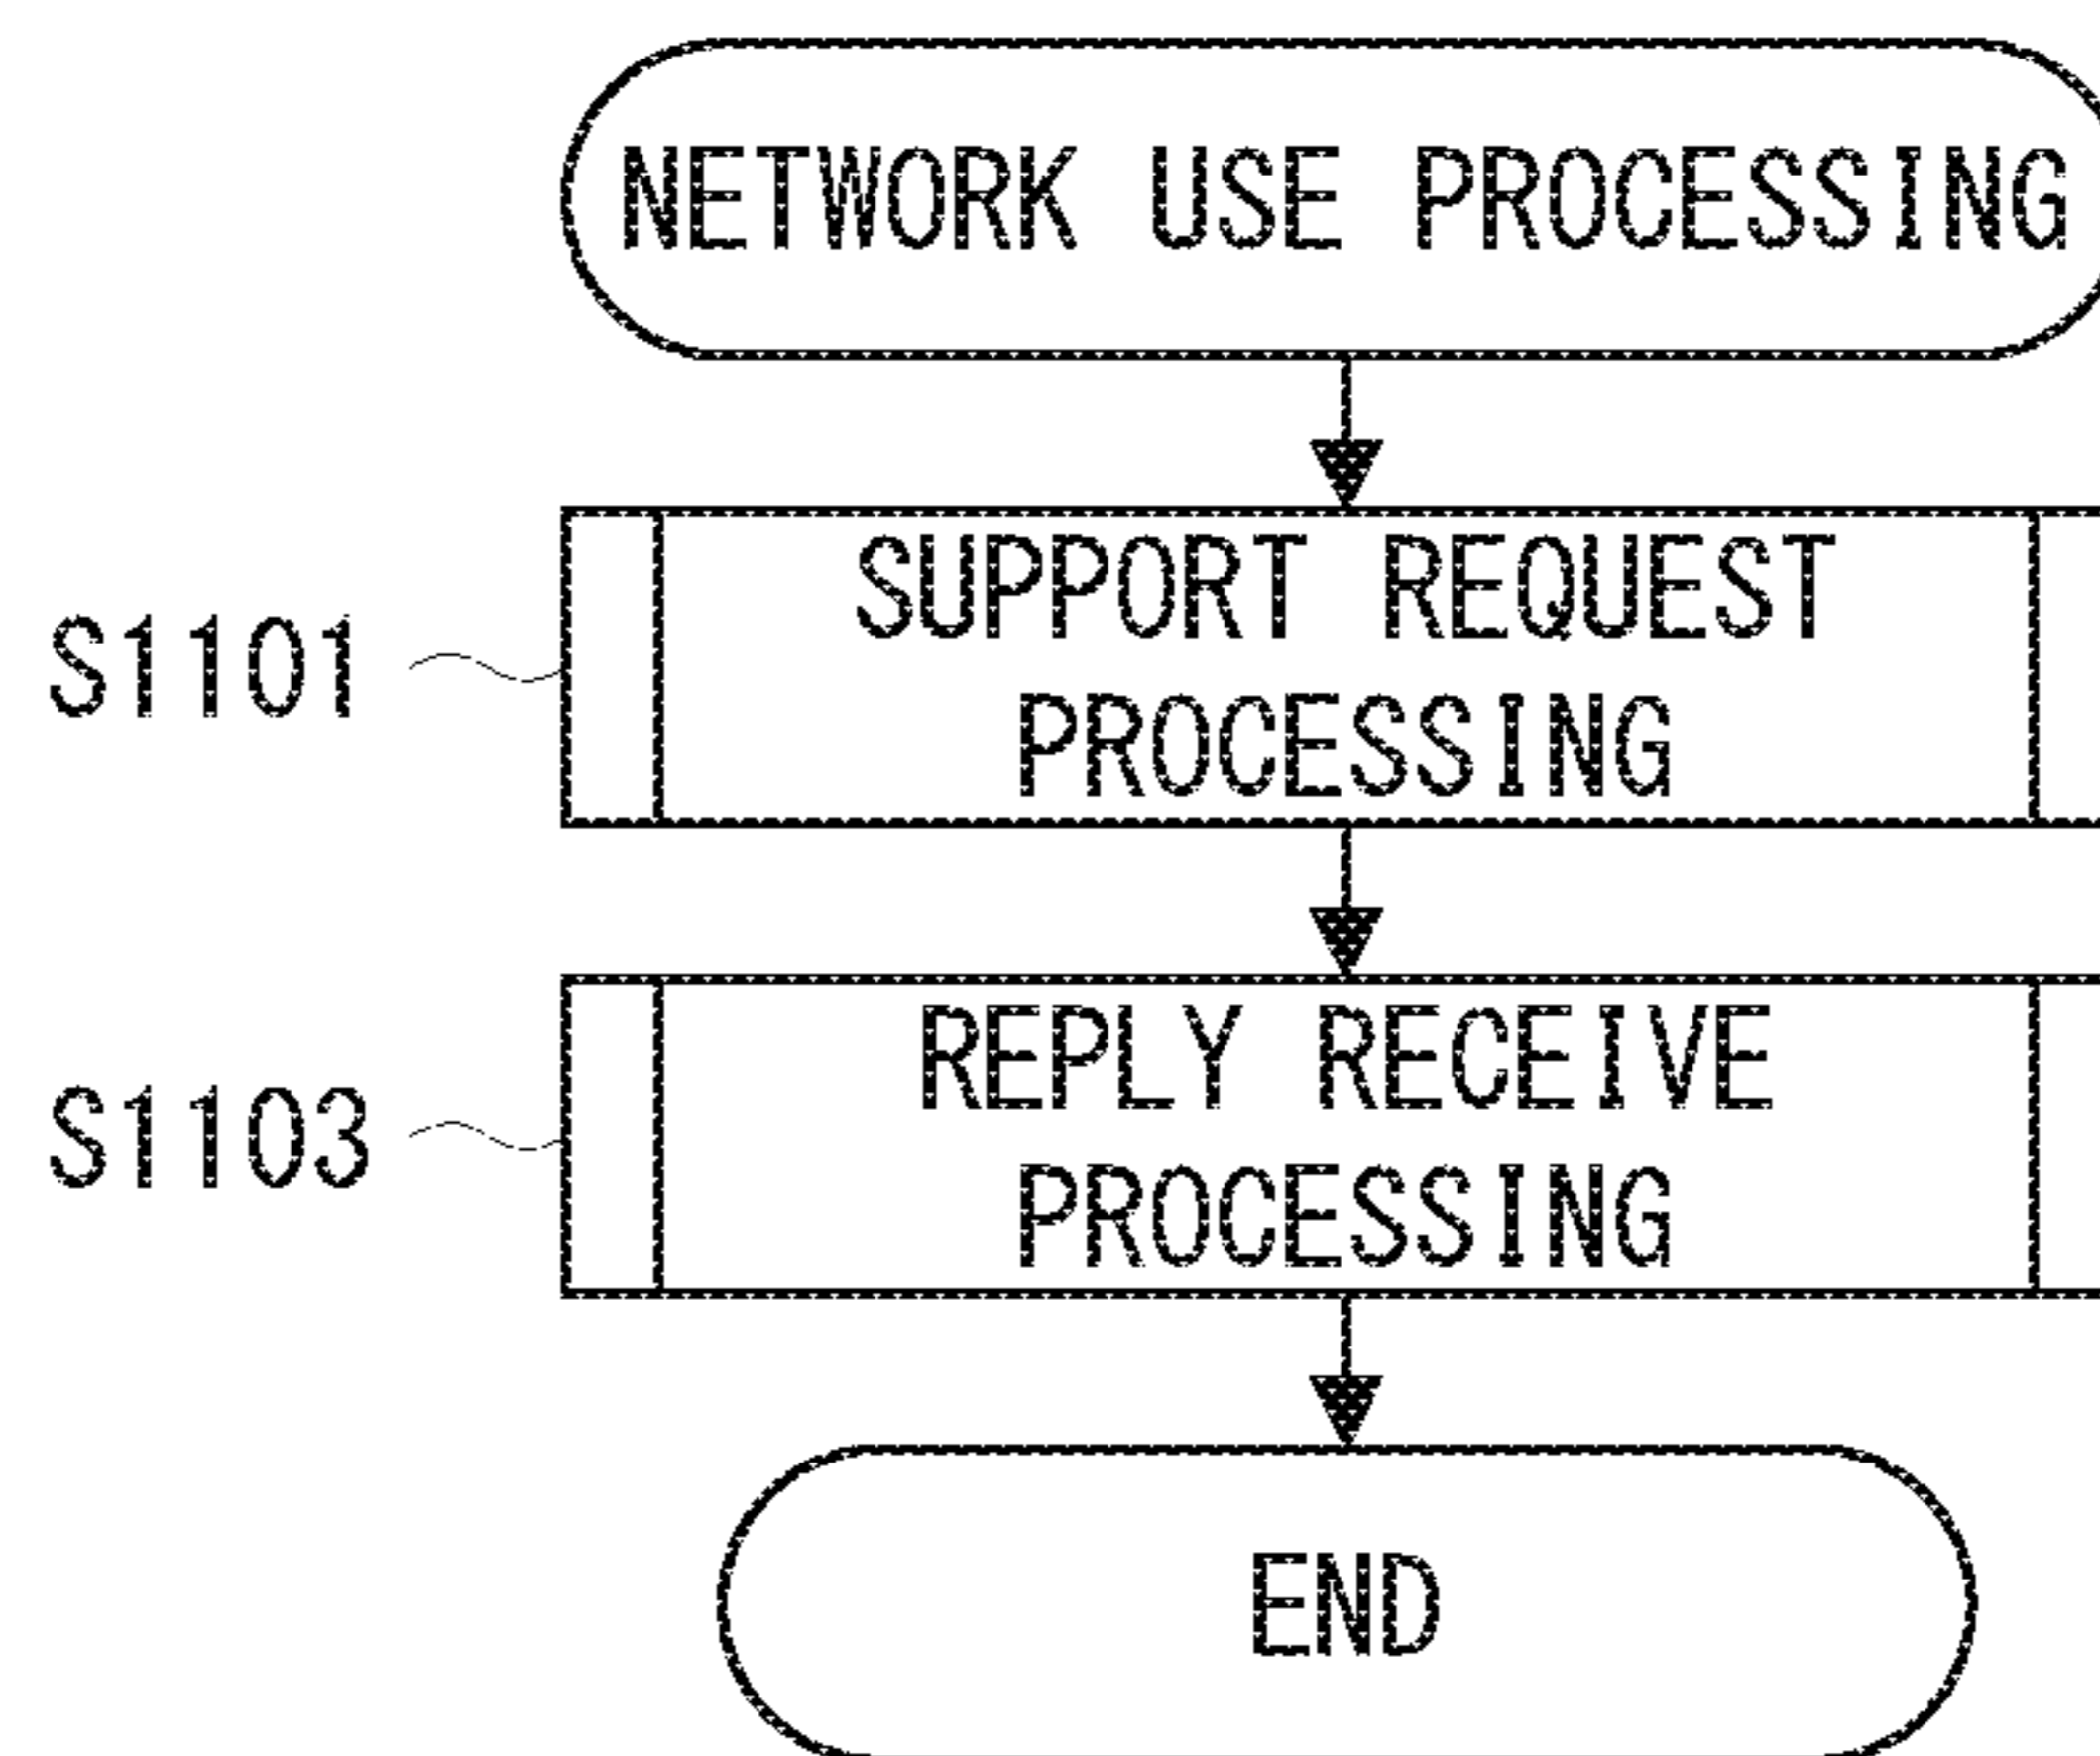 NETWORK USE PROCESSING
SUPPORT REQUEST
PROCESSING
S1101
REPLY RECEIVE
PROCESSING
S1103
END